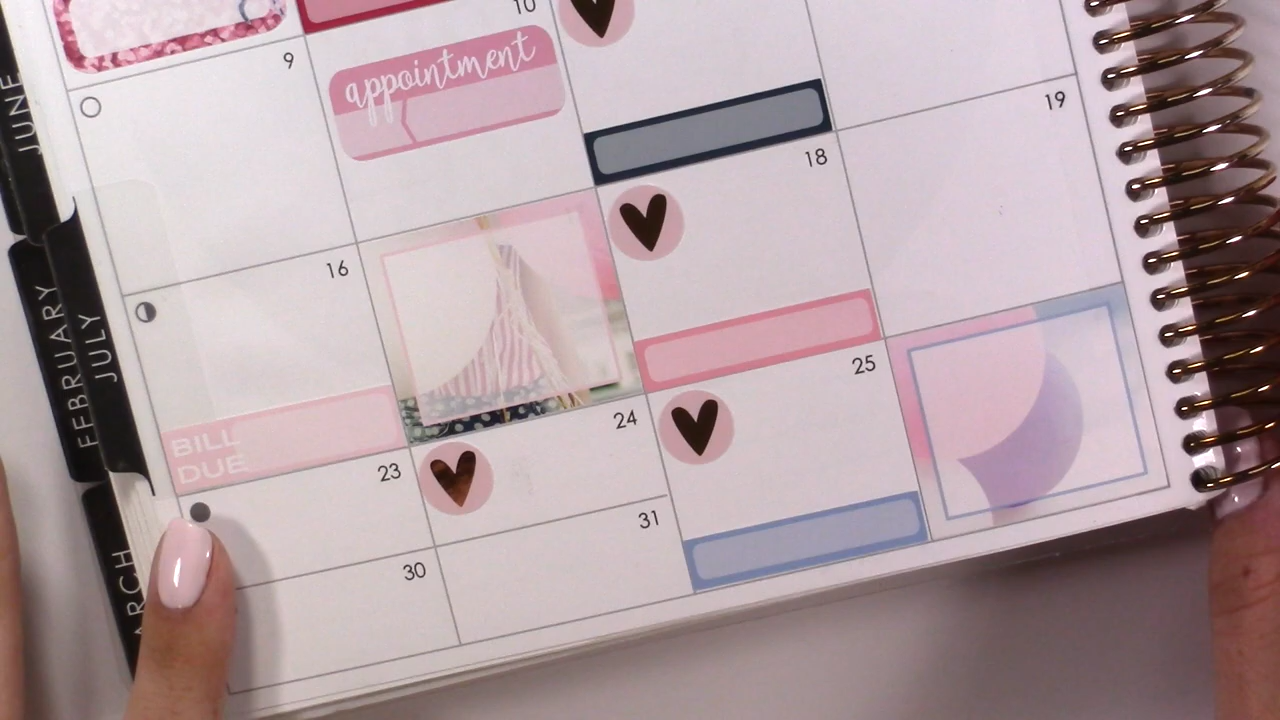 10
9
appointment
19
18
16
BILL
DUE
25
24
23
31
30
JUNE
FEBRUARY
JULY
ARCH